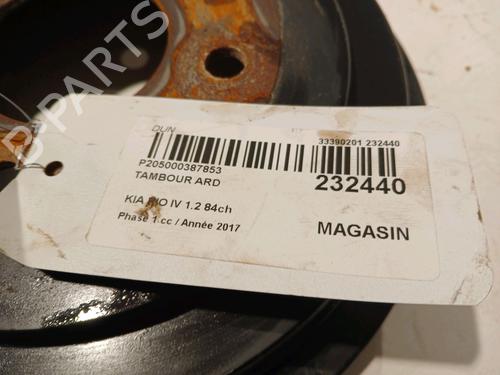 DUN
33390201 232440
P205000387853
TAMBOUR ARD
232440
KIA RIO IV 1.2 84ch
Phase 1 cc / Année 2017
MAGASIN